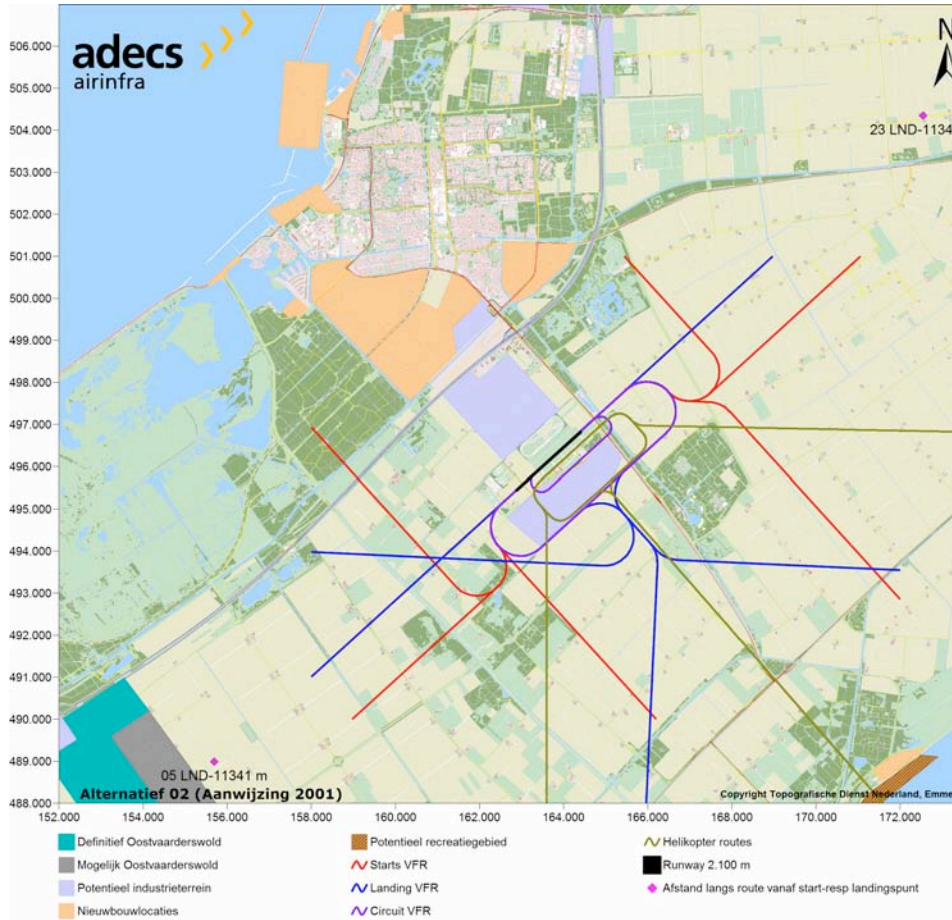 adecs
airinfra
N
506.000
505.000
504.000
503.000
502.000
501.000
500.000
499.000
498.000
497.000
496.000
495.000
494.000
493.000
492.000
491.000
490.000
489.000
488.000
23 LND-1134
05 LND-11341 m
Alternatief 02 (Aanwijzing 2001)
Copyright Topografische Dienst Nederland, Emme
152.000 154.000 156.000 158.000 160.000 162.000 164.000 166.000 168.000 170.000 172.000
Definitief Oostvaarderswold
Mogelijk Oostvaarderswold
Potentieel industrieterrein
Nieuwbouwlocaties
Potentieel recreatiegebied
Starts VFR
Landing VFR
Circuit VFR
Helikopter routes
Runway 2.100 m
Afstand langs route vanaf start-resp landingspunt